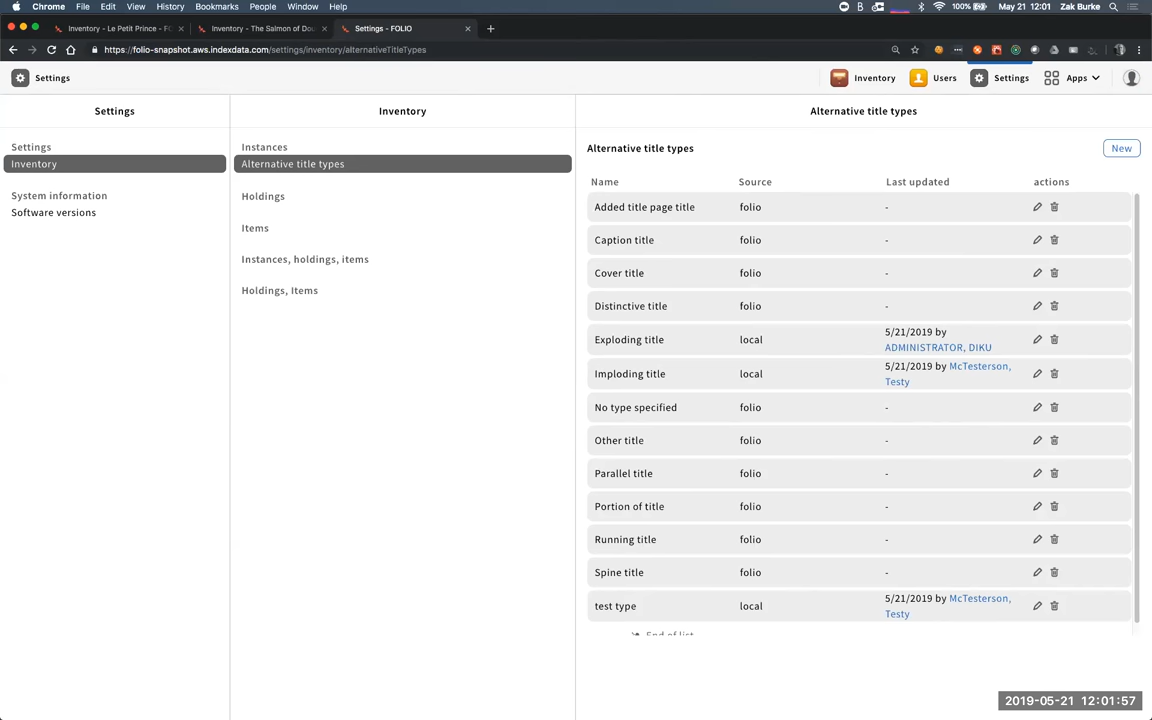 Chrome File Edit View History Bookmarks People Window Help 100% May 21 12:01 Zak Burke
Inventory - Le Petit Prince - FO Inventory - The Salmon of Dou Settings - FOLIO
https://folio-snapshot.aws.indexdata.com/settings/inventory/alternativeTitleTypes
Settings Inventory Users Settings Apps
Settings Inventory Alternative title types
Settings
Inventory
System information
Software versions
Instances
Alternative title types
Holdings
Items
Instances, holdings, items
Holdings, Items
Alternative title types New
Name Source Last updated actions
Added title page title folio -
Caption title folio -
Cover title folio -
Distinctive title folio -
Exploding title local 5/21/2019 by
ADMINISTRATOR, DIKU
Imploding title local 5/21/2019 by McTesterson,
Testy
No type specified folio -
Other title folio -
Parallel title folio -
Portion of title folio -
Running title folio -
Spine title folio -
test type local 5/21/2019 by McTesterson,
Testy
End of list
2019-05-21 12:01:57